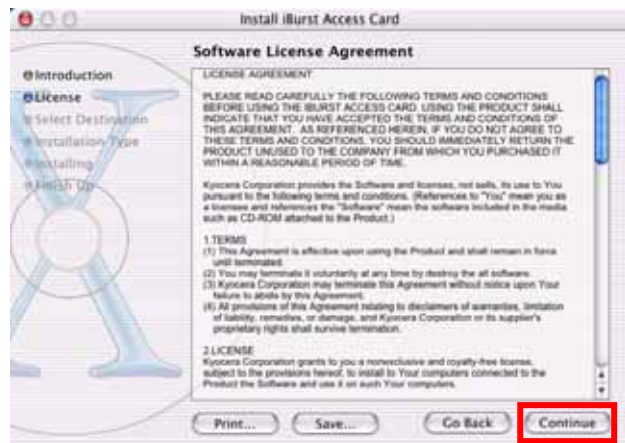 Install iBurst Access Card
Software License Agreement
Introduction
License
Select Destination
Installation Type
Installing
Finish Up
LICENSE AGREEMENT
PLEASE READ CAREFULLY THE FOLLOWING TERMS AND CONDITIONS
BEFORE USING THE IBURST ACCESS CARD. USING THE PRODUCT SHALL
INDICATE THAT YOU HAVE ACCEPTED THE TERMS AND CONDITIONS OF
THIS AGREEMENT. AS REFERENCED HEREIN, IF YOU DO NOT AGREE TO
THESE TERMS AND CONDITIONS, YOU SHOULD IMMEDIATELY RETURN THE
PRODUCT UNUSED TO THE COMPANY FROM WHICH YOU PURCHASED IT
WITHIN A REASONABLE PERIOD OF TIME.
Kyocera Corporation provides the Software and licenses, not sells, its use to You
pursuant to the following terms and conditions. (References to "You" mean you as
a licensee and references the "Software" mean the software included in the media
such as CD-ROM attached to the Product.)
1.TERMS
(1) This Agreement is effective upon using the Product and shall remain in force
until terminated.
(2) You may terminate it voluntarily at any time by destroy the all software.
(3) Kyocera Corporation may terminate this Agreement without notice upon Your
failure to abide by this Agreement.
(4) All provisions of this Agreement relating to disclaimers of warranties, limitation
of liability, remedies, or damage, and Kyocera Corporation or its supplier's
proprietary rights shall survive termination.
2.LICENSE
Kyocera Corporation grants to you a nonexclusive and royalty-free license,
subject to the provisions hereof, to install to Your computers connected to the
Product the Software and use it on such Your computers.
Print... Save... Go Back Continue